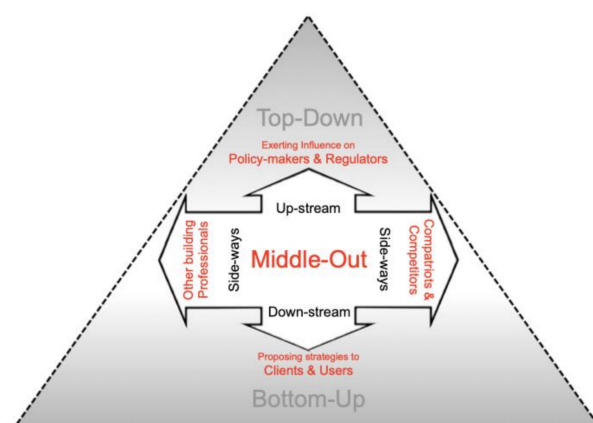 Top-Down
Exerting Influence on
Policy-makers & Regulators
Up-stream
Other building
Professionals
Side-ways
Middle-Out
Side-ways
Compatriots &
Competitors
Down-stream
Proposing strategies to
Clients & Users
Bottom-Up